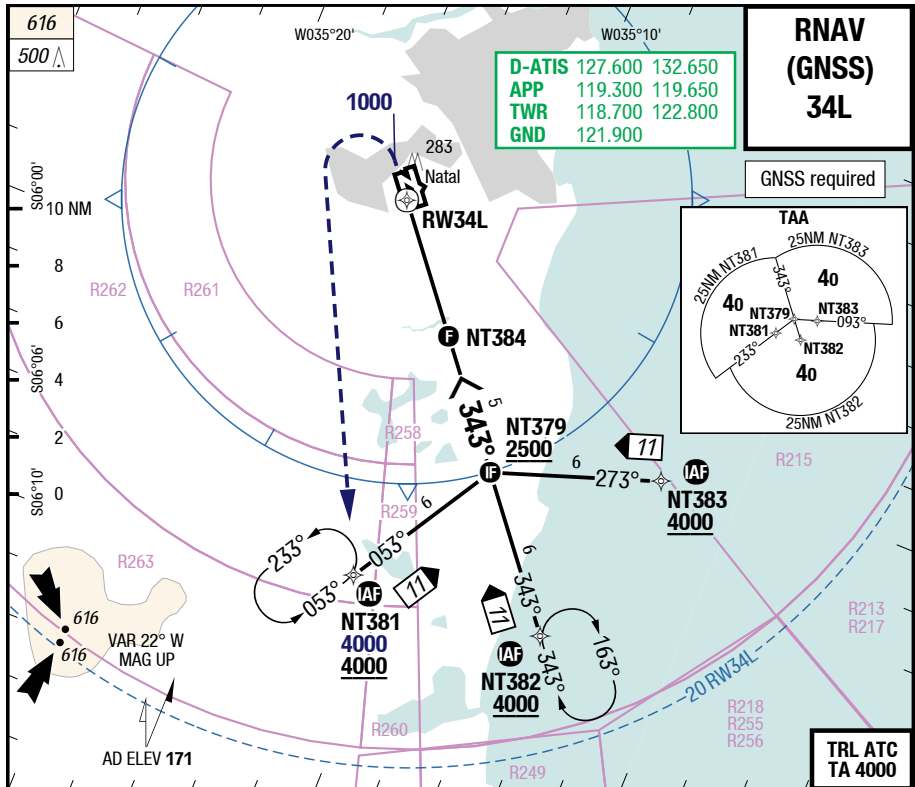 616
500
W035°20'
W035°10'
RNAV
(GNSS)
34L
D-ATIS 127.600 132.650
APP 119.300 119.650
TWR 118.700 122.800
GND 121.900
GNSS required
1000
283
Natal
RW34L
S06°00'
10 NM
8
6
S06°06'
4
2
0
S06°10'
R262
R261
R258
R259
R263
R260
R249
R215
R213
R217
R218
R255
R256
TAA
25NM NT381
25NM NT383
25NM NT382
343°
40
40
40
NT379
NT383
NT381
NT382
093°
233°
F NT384
5
343°
NT379
2500
IF
6
273°
11
IAF
NT383
4000
6
053°
233°
053°
11
IAF
NT381
4000
4000
6
343°
11
IAF
NT382
4000
343°
163°
616
616
VAR 22° W
MAG UP
AD ELEV 171
20 RW34L
TRL ATC
TA 4000